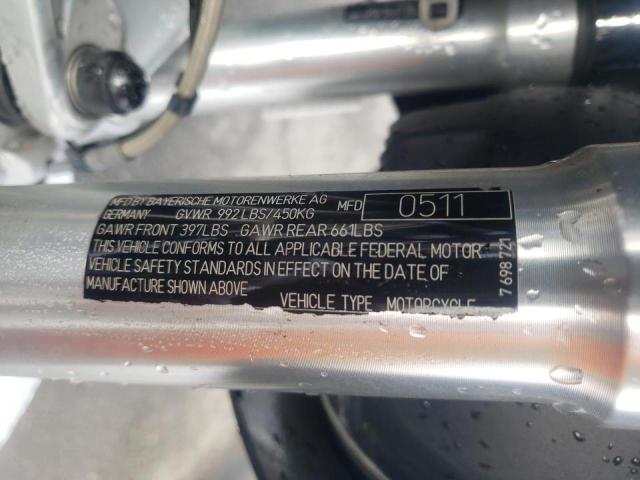 MFD BY BAYERISCHE MOTORENWERKE AG
GERMANY GVWR 992 LBS/450KG MFD 0511
GAWR FRONT 397LBS GAWR REAR 661LBS
THIS VEHICLE CONFORMS TO ALL APPLICABLE FEDERAL MOTOR
VEHICLE SAFETY STANDARDS IN EFFECT ON THE DATE OF
MANUFACTURE SHOWN ABOVE
VEHICLE TYPE MOTORCYCLE
7698721